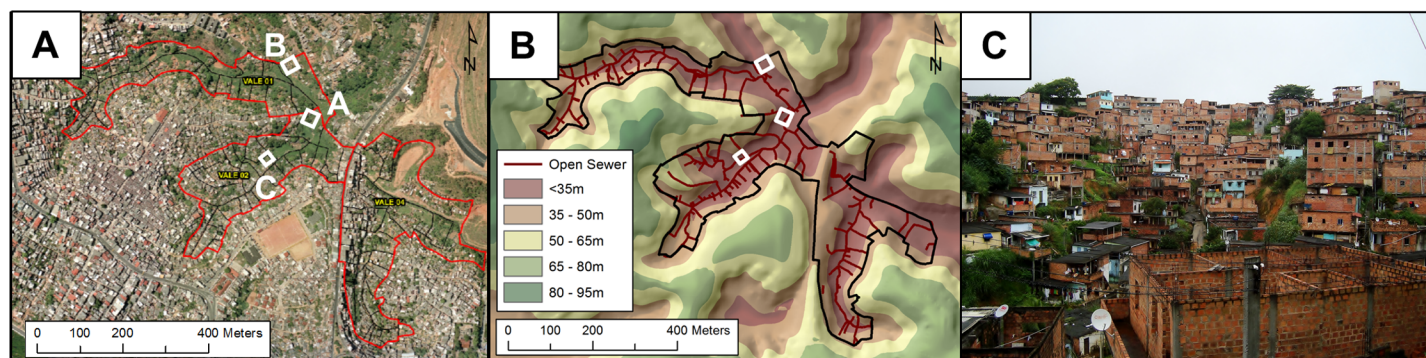 A
B
VALE 01
A
N
VALE 02
C
VALE 04
0 100 200 400 Meters
B
N
Open Sewer
<35m
35 - 50m
50 - 65m
65 - 80m
80 - 95m
0 100 200 400 Meters
C